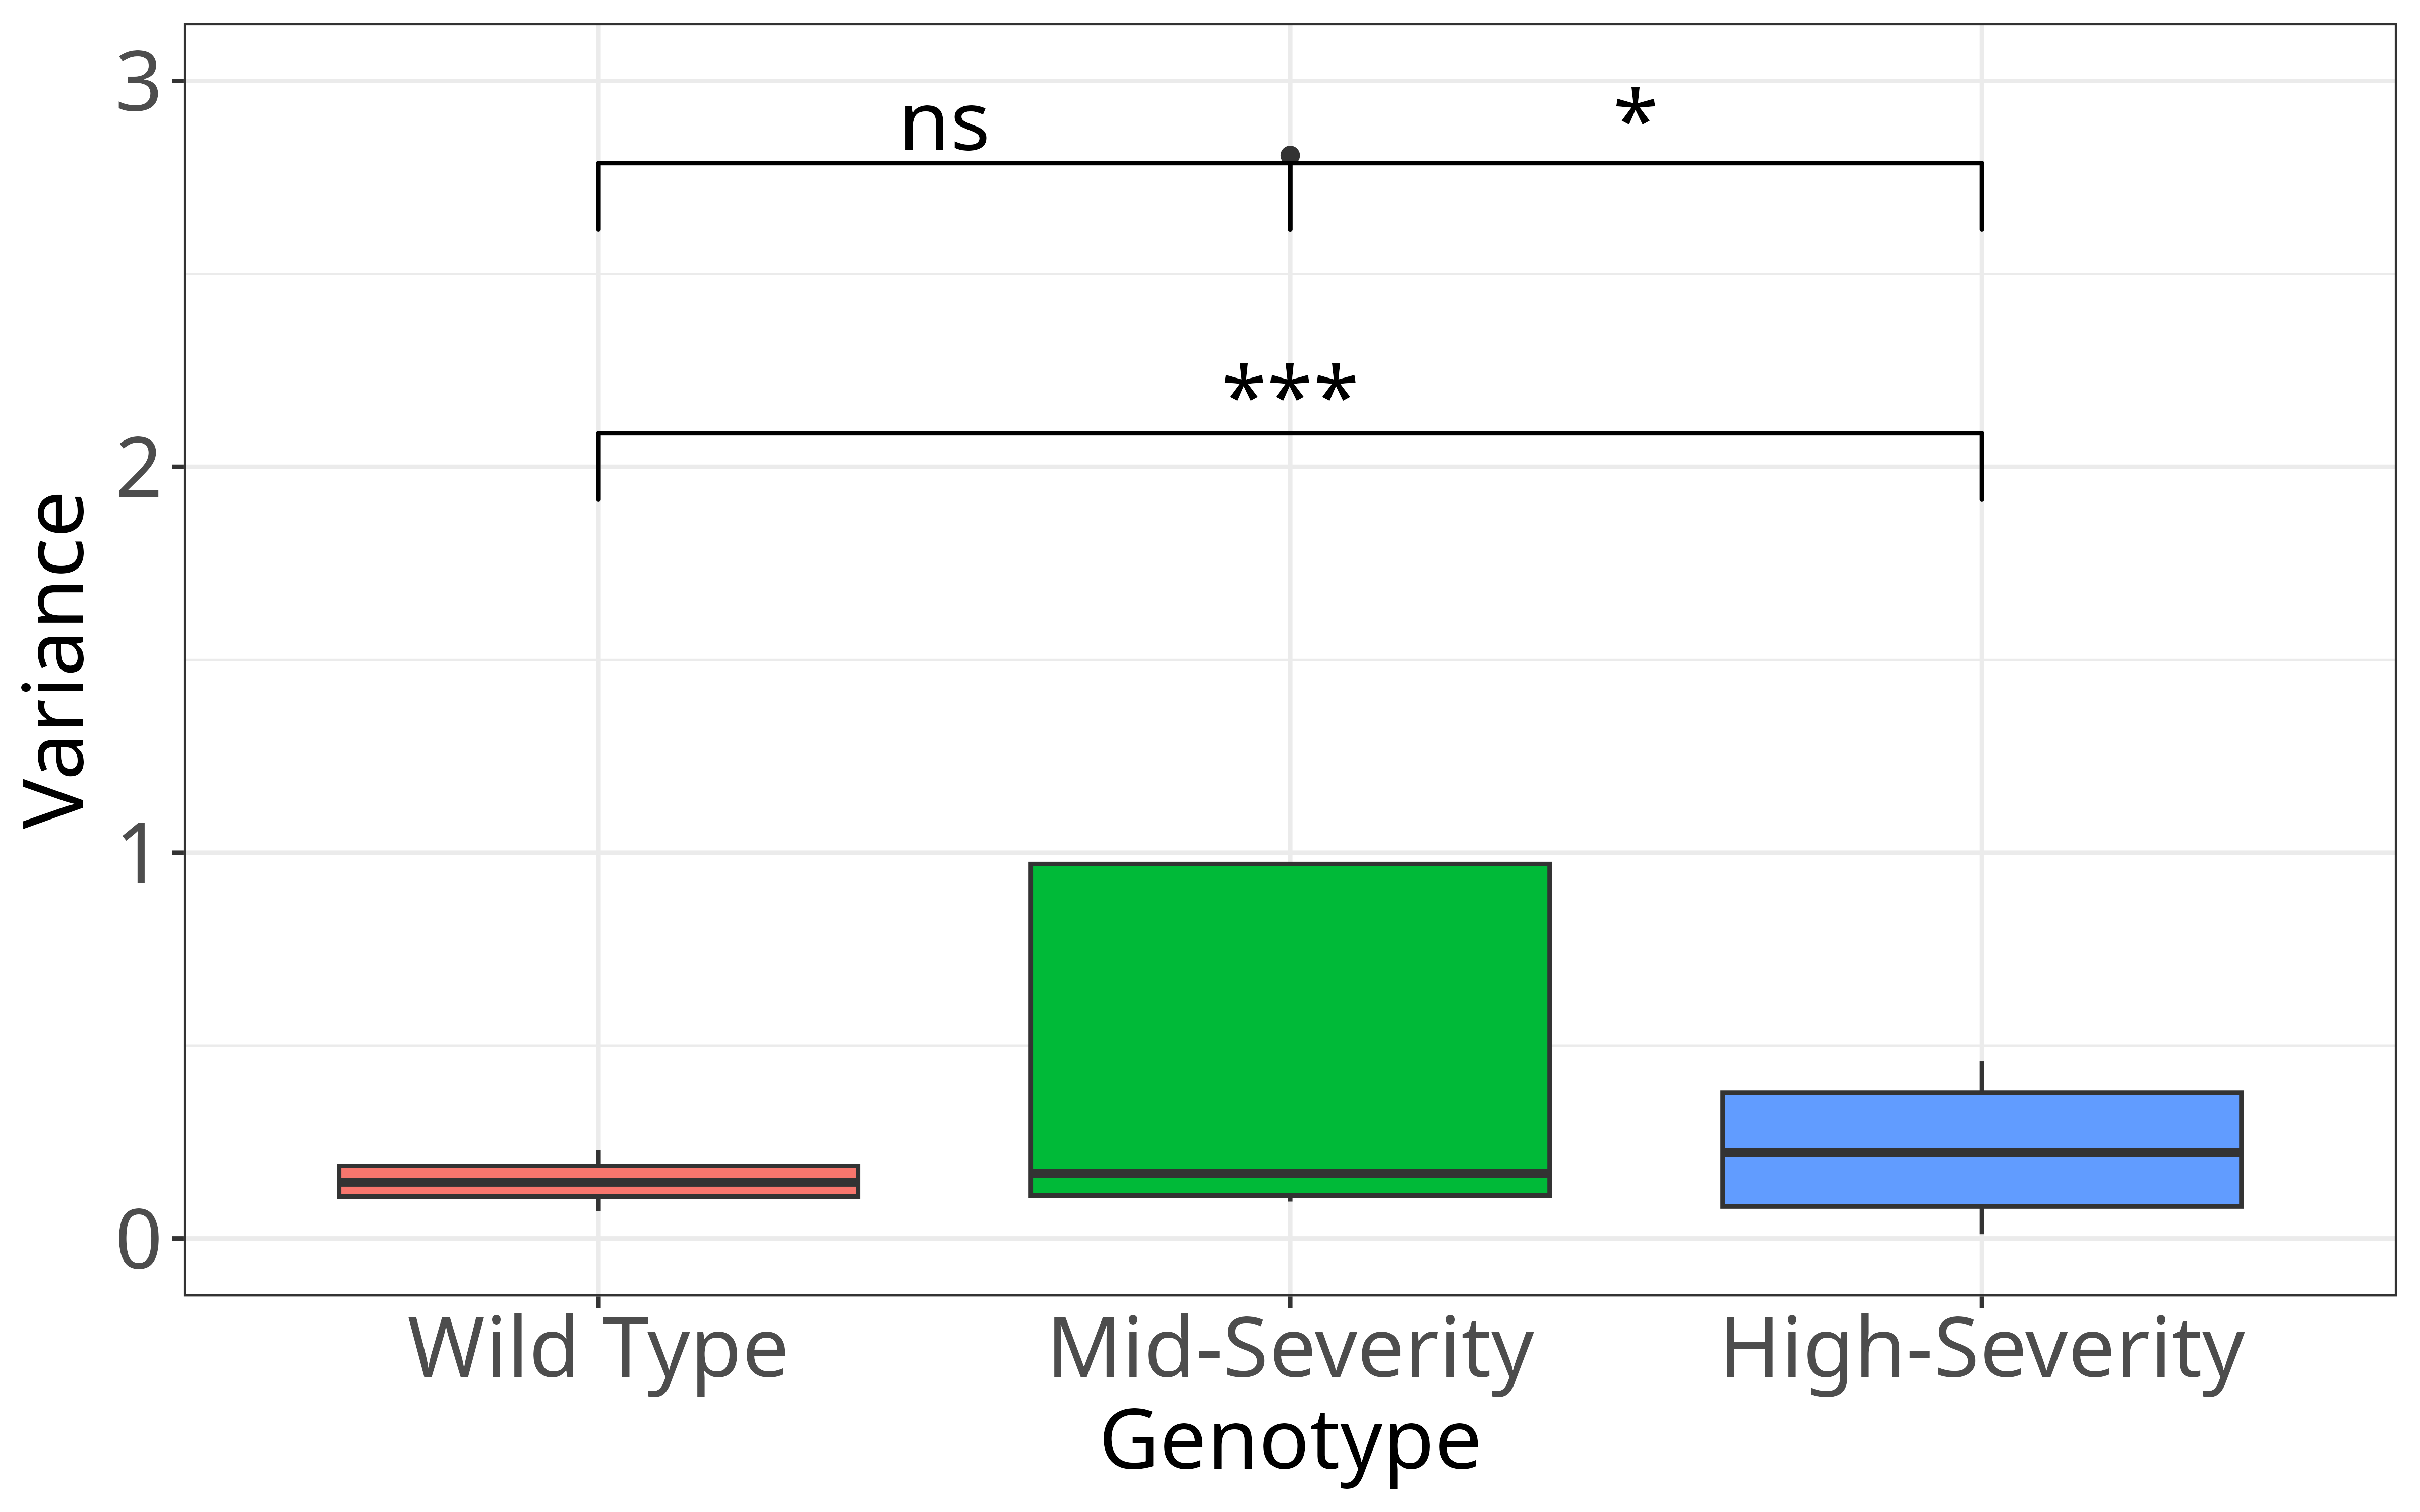 3
ns
*
***
2
Variance
1
0
Wild Type
Mid-Severity
High-Severity
Genotype